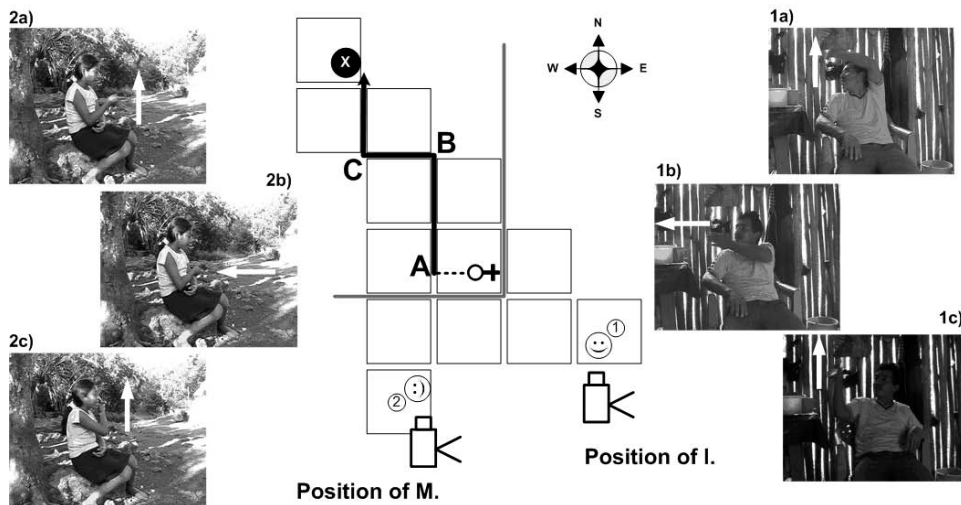 2a)
1a)
N
W E
S
X
B
C
2b)
1b)
A
1
2c)
1c)
:)
2
Position of I.
Position of M.